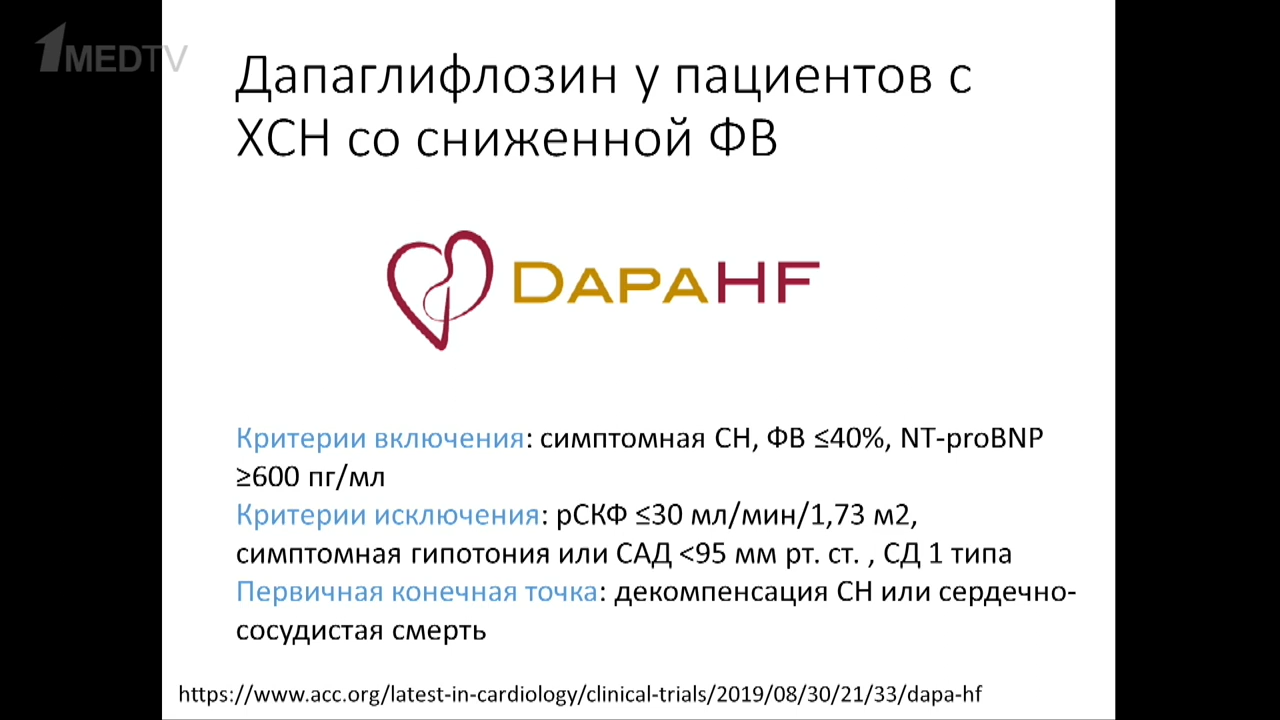 1MEDTV
Дапаглифлозин у пациентов с
ХСН со сниженной ФВ
DAPAHF
Критерии включения: симптомная СН, ФВ ≤40%, NT-proBNP
≥600 пг/мл
Критерии исключения: рСКФ ≤30 мл/мин/1,73 м2,
симптомная гипотония или САД <95 мм рт. ст. , СД 1 типа
Первичная конечная точка: декомпенсация СН или сердечно-
сосудистая смерть
https://www.acc.org/latest-in-cardiology/clinical-trials/2019/08/30/21/33/dapa-hf